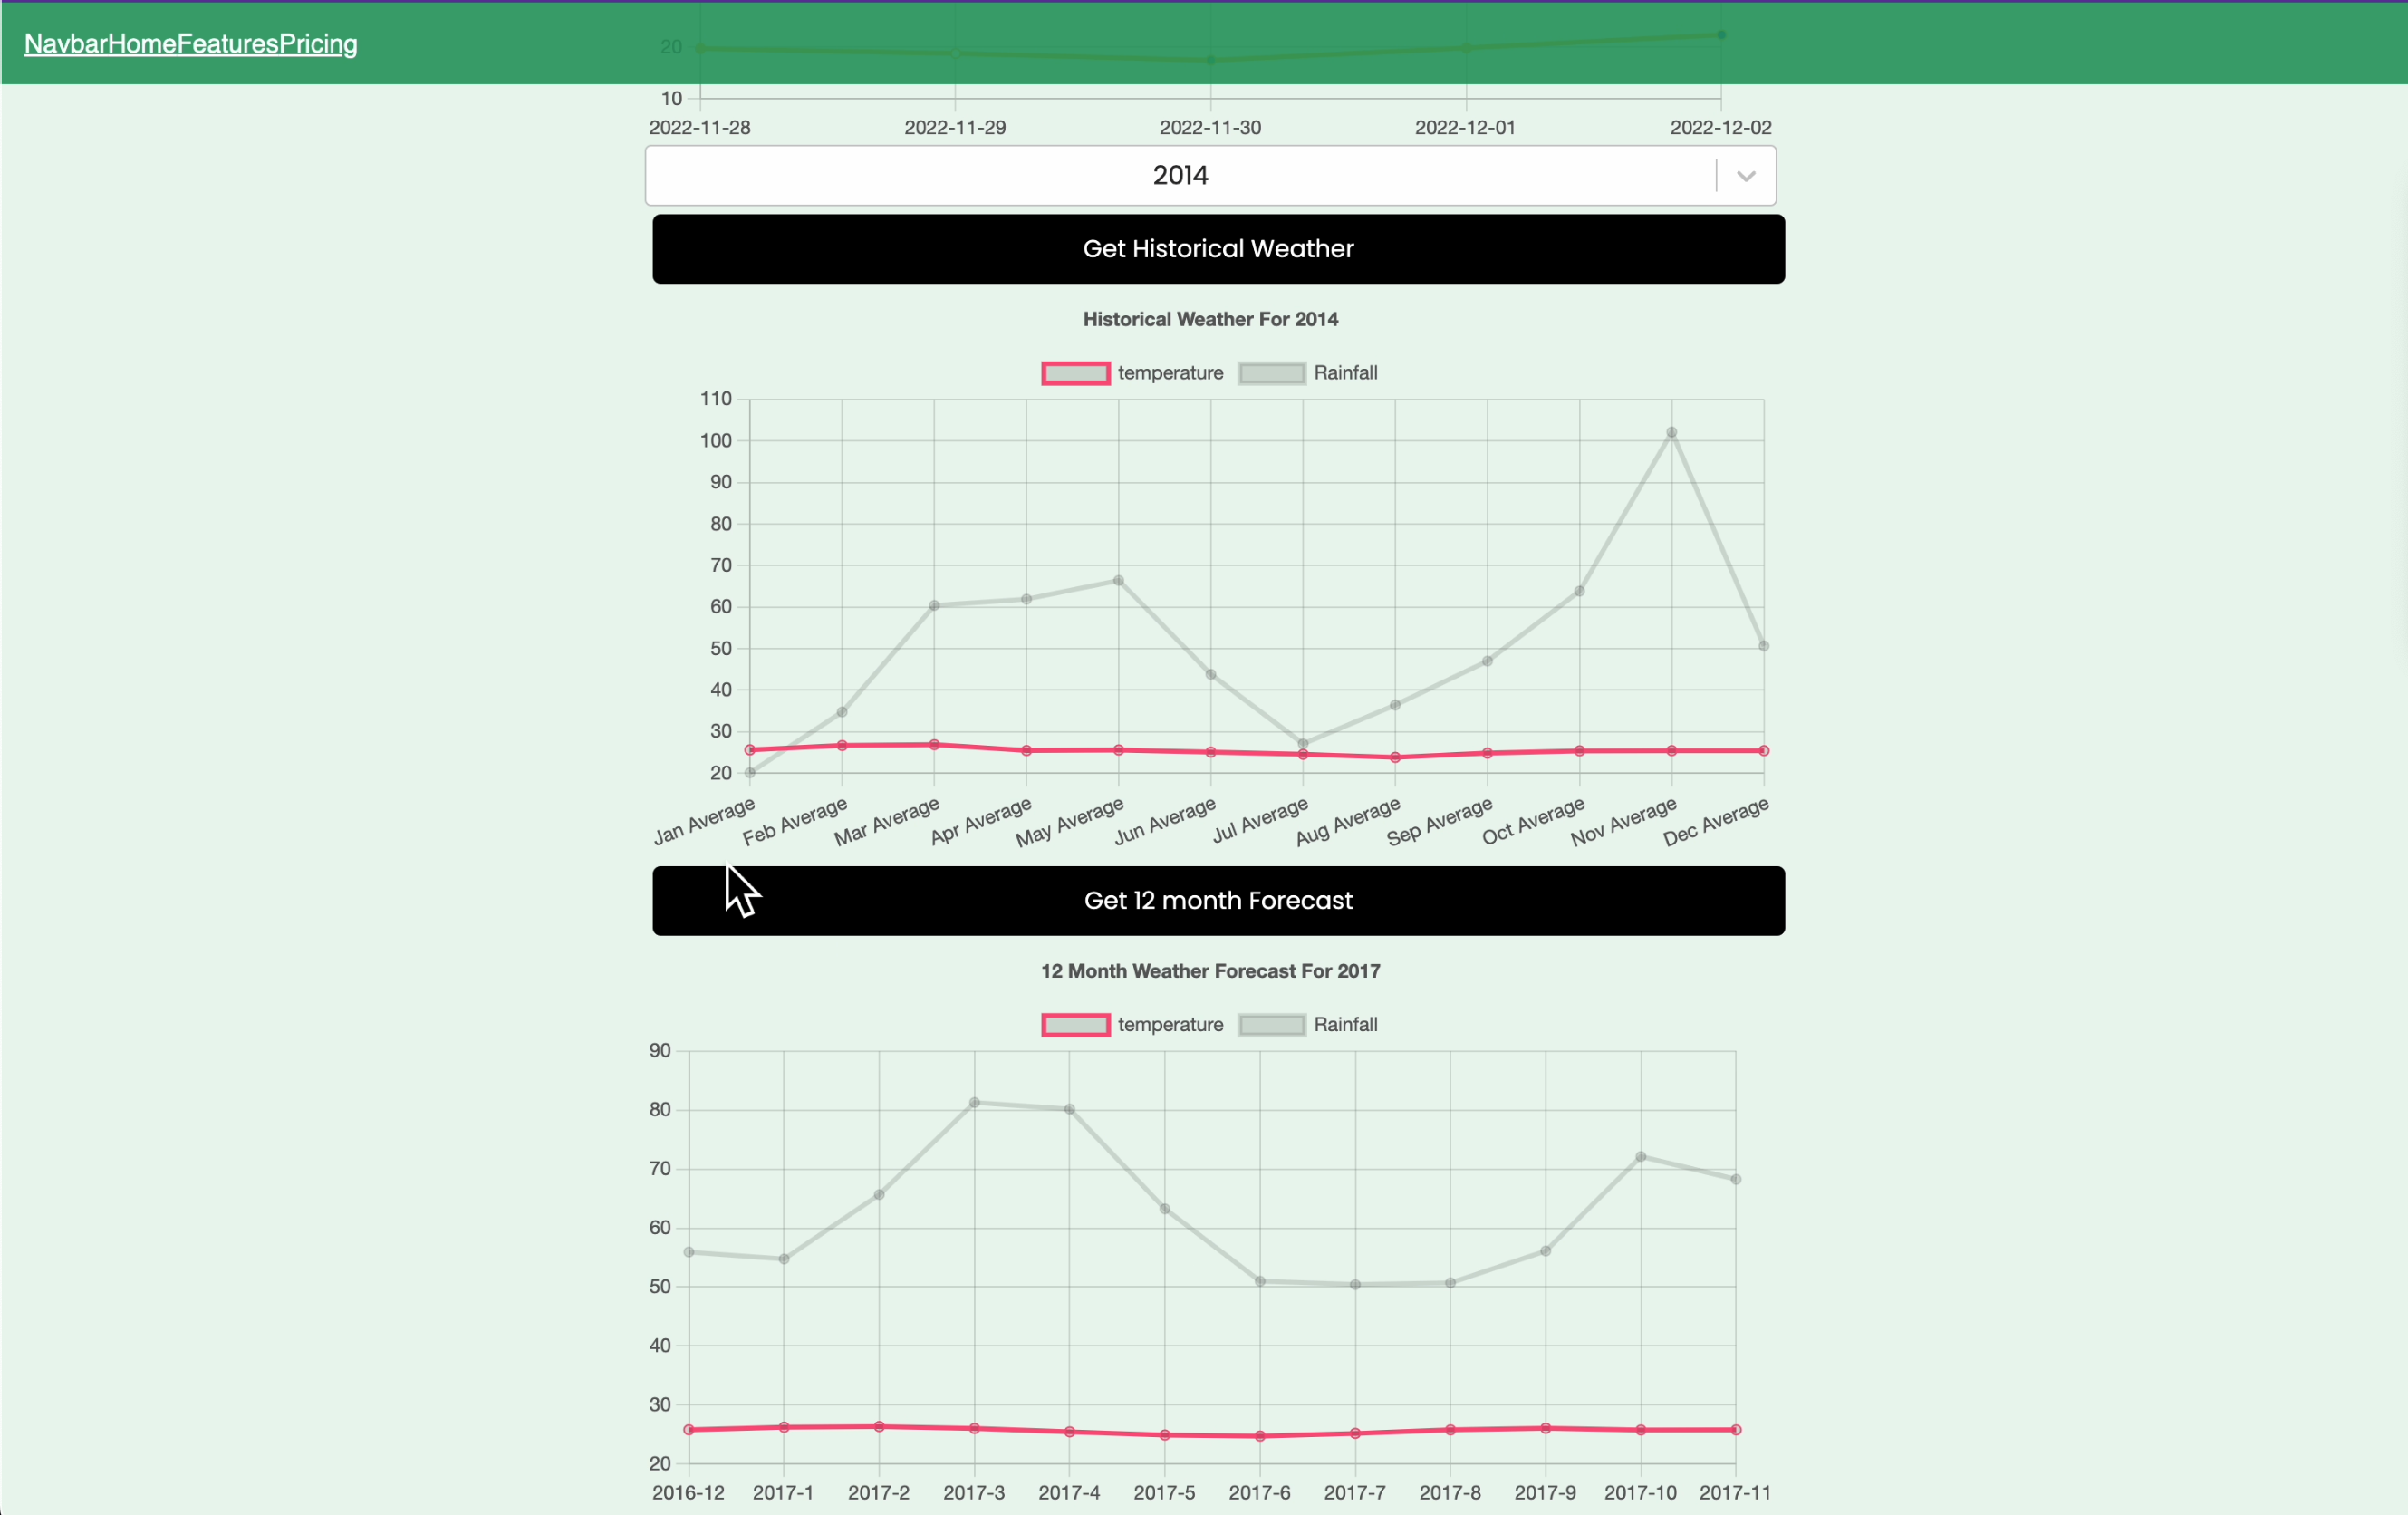 NavbarHomeFeaturesPricing
20
10
2022-11-28 2022-11-29 2022-11-30 2022-12-01 2022-12-02
2014
Get Historical Weather
Historical Weather For 2014
temperature Rainfall
110
100
90
80
70
60
50
40
30
20
Jan Average Feb Average Mar Average Apr Average May Average Jun Average Jul Average Aug Average Sep Average Oct Average Nov Average Dec Average
Get 12 month Forecast
12 Month Weather Forecast For 2017
temperature Rainfall
90
80
70
60
50
40
30
20
2016-12 2017-1 2017-2 2017-3 2017-4 2017-5 2017-6 2017-7 2017-8 2017-9 2017-10 2017-11